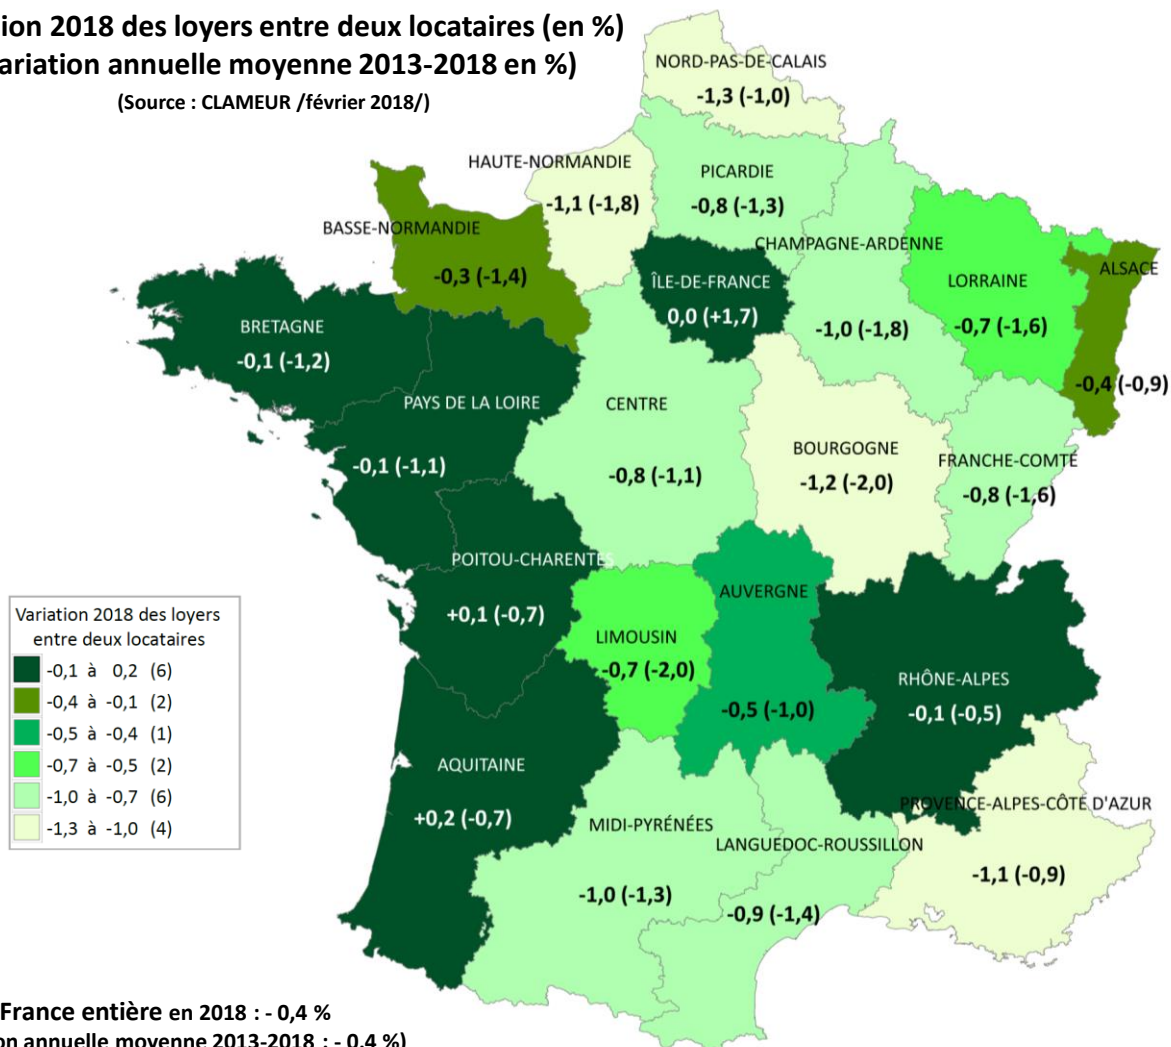 ion 2018 des loyers entre deux locataires (en %)
ariation annuelle moyenne 2013-2018 en %)
(Source : CLAMEUR /février 2018/)
NORD-PAS-DE-CALAIS
-1,3 (-1,0)
HAUTE-NORMANDIE
-1,1 (-1,8)
PICARDIE
-0,8 (-1,3)
BASSE-NORMANDIE
-0,3 (-1,4)
CHAMPAGNE-ARDENNE
-1,0 (-1,8)
ÎLE-DE-FRANCE
0,0 (+1,7)
LORRAINE
-0,7 (-1,6)
ALSACE
-0,4 (-0,9)
BRETAGNE
-0,1 (-1,2)
PAYS DE LA LOIRE
-0,1 (-1,1)
CENTRE
-0,8 (-1,1)
BOURGOGNE
-1,2 (-2,0)
FRANCHE-COMTÉ
-0,8 (-1,6)
POITOU-CHARENTES
+0,1 (-0,7)
LIMOUSIN
-0,7 (-2,0)
AUVERGNE
-0,5 (-1,0)
RHÔNE-ALPES
-0,1 (-0,5)
AQUITAINE
+0,2 (-0,7)
MIDI-PYRÉNÉES
-1,0 (-1,3)
LANGUEDOC-ROUSSILLON
-0,9 (-1,4)
PROVENCE-ALPES-CÔTE D'AZUR
-1,1 (-0,9)
Variation 2018 des loyers
entre deux locataires
-0,1 à 0,2 (6)
-0,4 à -0,1 (2)
-0,5 à -0,4 (1)
-0,7 à -0,5 (2)
-1,0 à -0,7 (6)
-1,3 à -1,0 (4)
France entière en 2018 : - 0,4 %
on annuelle moyenne 2013-2018 : - 0,4 %)